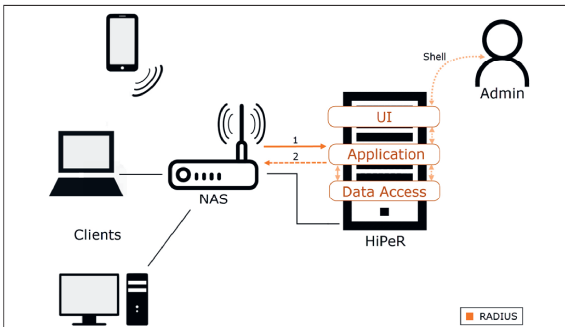 Shell
Admin
UI
1
Application
2
Data Access
NAS
Clients
HiPeR
RADIUS